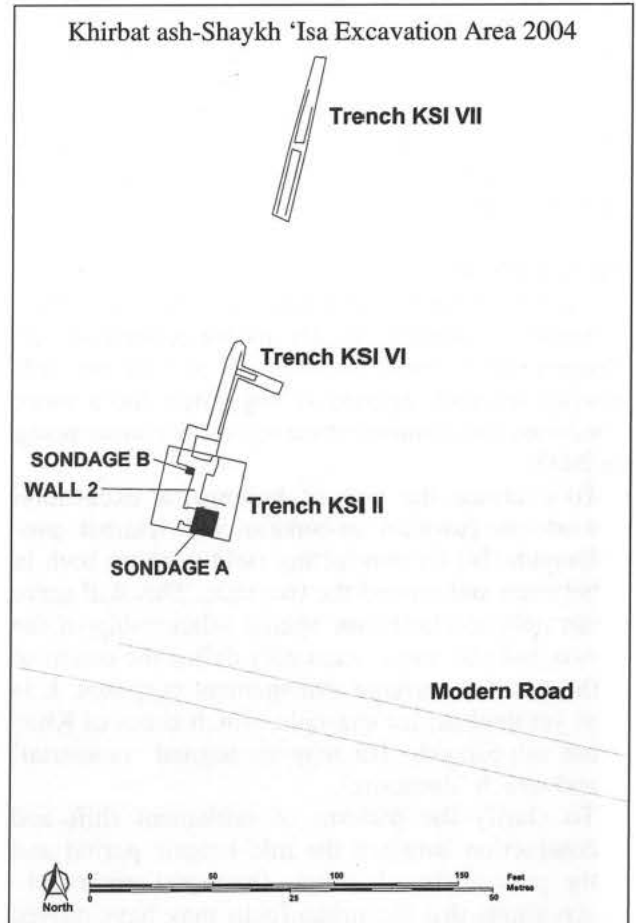 Khirbat ash-Shaykh ‘Isa Excavation Area 2004
Trench KSI VII
Trench KSI VI
SONDAGE B
WALL 2
Trench KSI II
SONDAGE A
Modern Road
0 50 100 150 Feet
0 25 50 Metres
North